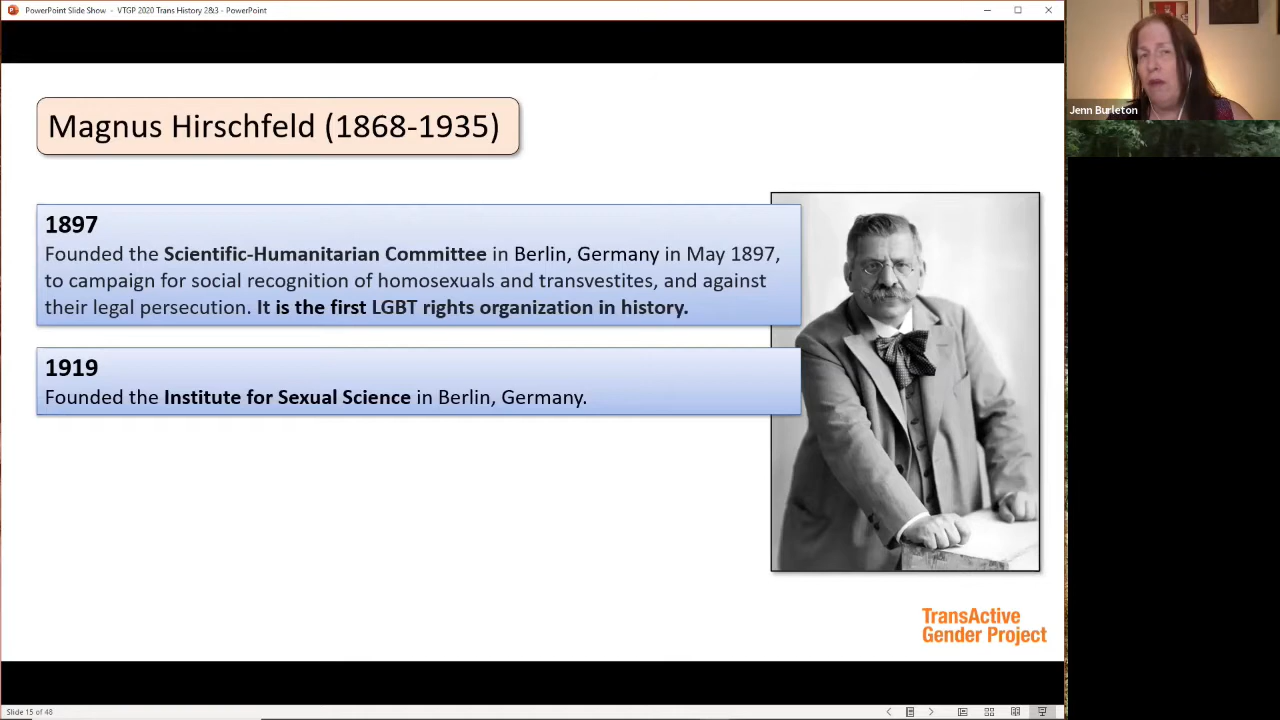 PowerPoint Slide Show - VTGP 2020 Trans History 2&3 - PowerPoint
Jenn Burleton
Magnus Hirschfeld (1868-1935)
1897
Founded the Scientific-Humanitarian Committee in Berlin, Germany in May 1897,
to campaign for social recognition of homosexuals and transvestites, and against
their legal persecution. It is the first LGBT rights organization in history.
1919
Founded the Institute for Sexual Science in Berlin, Germany.
TransActive
Gender Project
Slide 15 of 48